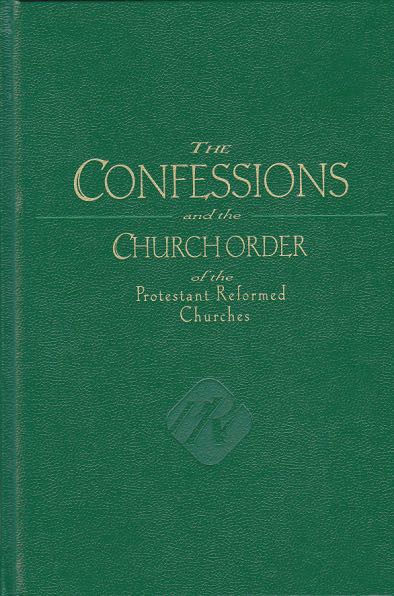 The
Confessions
and the
Church Order
of the
Protestant Reformed
Churches